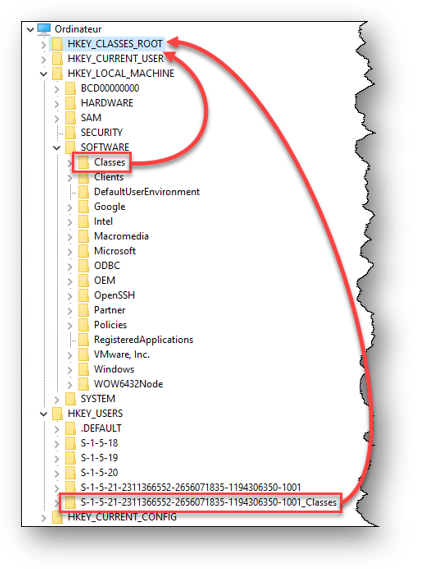 Ordinateur
HKEY_CLASSES_ROOT
HKEY_CURRENT_USER
HKEY_LOCAL_MACHINE
BCD00000000
HARDWARE
SAM
SECURITY
SOFTWARE
Classes
Clients
DefaultUserEnvironment
Google
Intel
Macromedia
Microsoft
ODBC
OEM
OpenSSH
Partner
Policies
RegisteredApplications
VMware, Inc.
Windows
WOW6432Node
SYSTEM
HKEY_USERS
.DEFAULT
S-1-5-18
S-1-5-19
S-1-5-20
S-1-5-21-2311366552-2656071835-1194306350-1001
S-1-5-21-2311366552-2656071835-1194306350-1001_Classes
HKEY_CURRENT_CONFIG